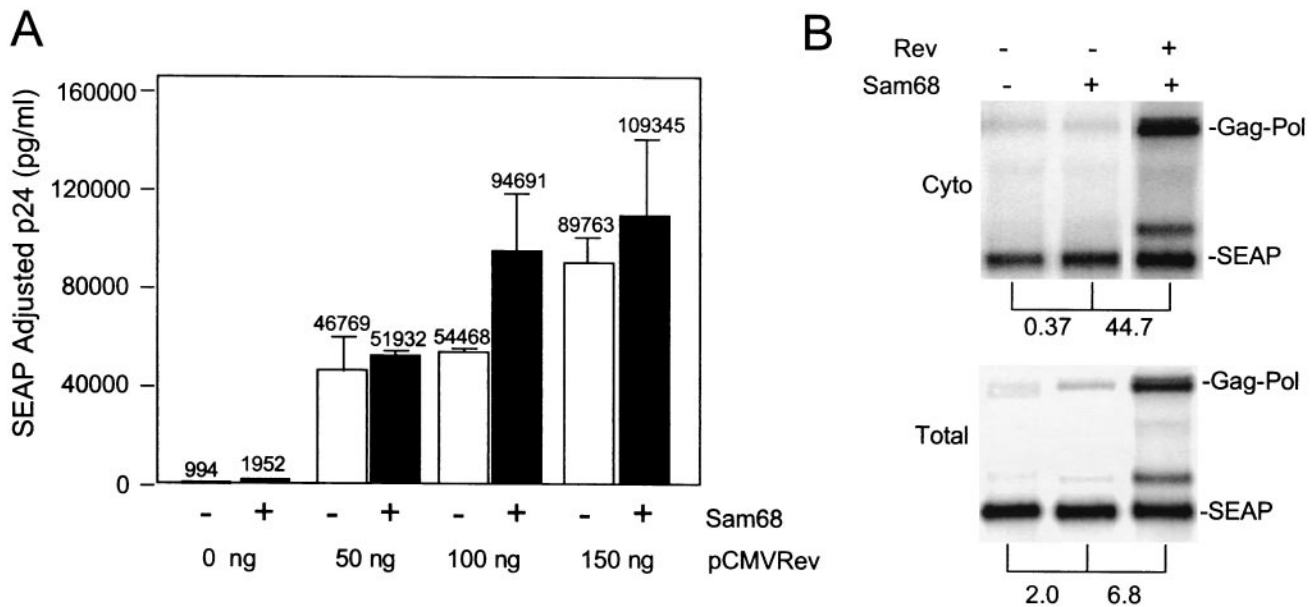 A
SEAP Adjusted p24 (pg/ml)
160000
120000
80000
40000
0
994
1952
46769
51932
54468
94691
89763
109345
- + - + - + - + Sam68
0 ng 50 ng 100 ng 150 ng pCMVRev
B
Rev - - +
Sam68 - + +
Cyto
-Gag-Pol
-SEAP
0.37 44.7
Total
-Gag-Pol
-SEAP
2.0 6.8